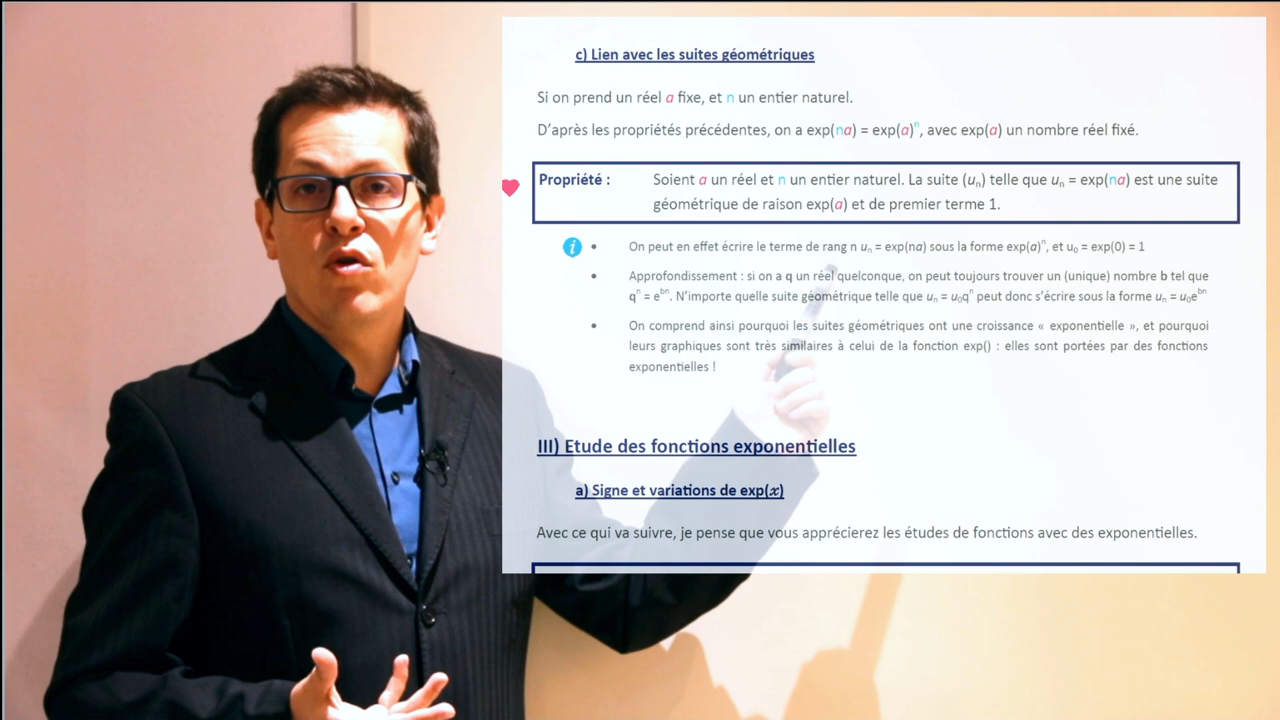 c) Lien avec les suites géométriques
Si on prend un réel a fixe, et n un entier naturel.
D'après les propriétés précédentes, on a exp(na) = exp(a)ⁿ, avec exp(a) un nombre réel fixé.
Propriété : Soient a un réel et n un entier naturel. La suite (uₙ) telle que uₙ = exp(na) est une suite
géométrique de raison exp(a) et de premier terme 1.
i • On peut en effet écrire le terme de rang n uₙ = exp(na) sous la forme exp(a)ⁿ, et u₀ = exp(0) = 1
• Approfondissement : si on a q un réel quelconque, on peut toujours trouver un (unique) nombre b tel que
qⁿ = eᵇⁿ. N'importe quelle suite géométrique telle que uₙ = u₀qⁿ peut donc s'écrire sous la forme uₙ = u₀eᵇⁿ
• On comprend ainsi pourquoi les suites géométriques ont une croissance « exponentielle », et pourquoi
leurs graphiques sont très similaires à celui de la fonction exp() : elles sont portées par des fonctions
exponentielles !
III) Etude des fonctions exponentielles
a) Signe et variations de exp(x)
Avec ce qui va suivre, je pense que vous apprécierez les études de fonctions avec des exponentielles.